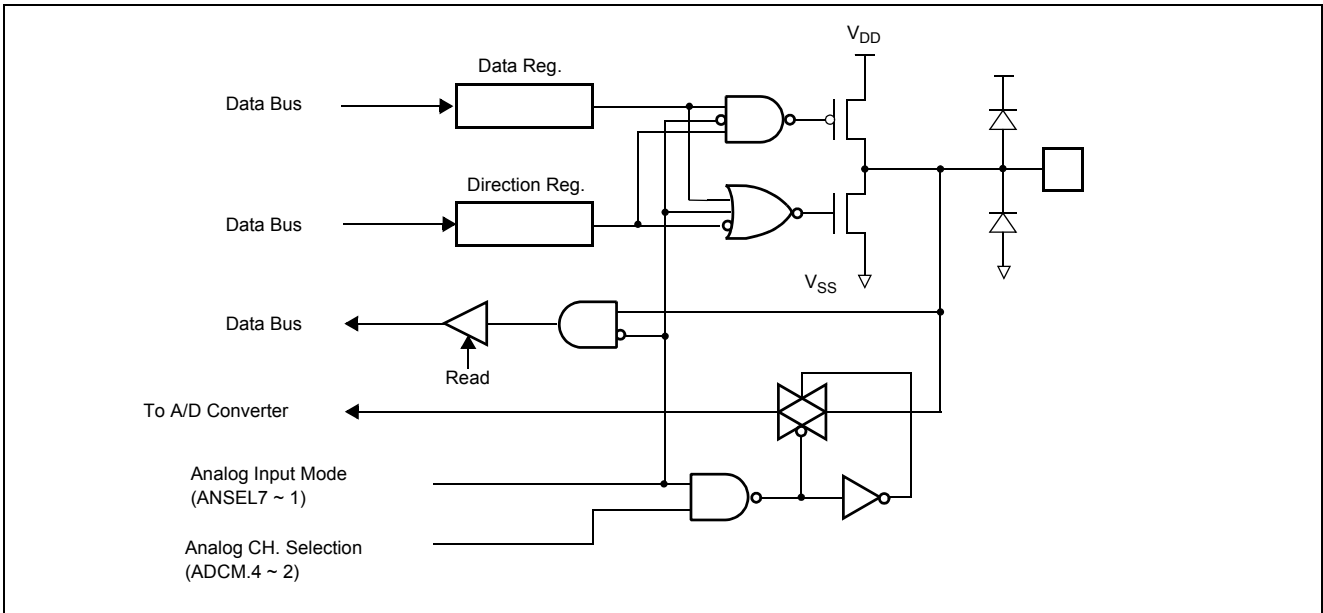 V_DD
Data Reg.
Data Bus
Direction Reg.
Data Bus
V_SS
Data Bus
Read
To A/D Converter
Analog Input Mode
(ANSEL7 ~ 1)
Analog CH. Selection
(ADCM.4 ~ 2)